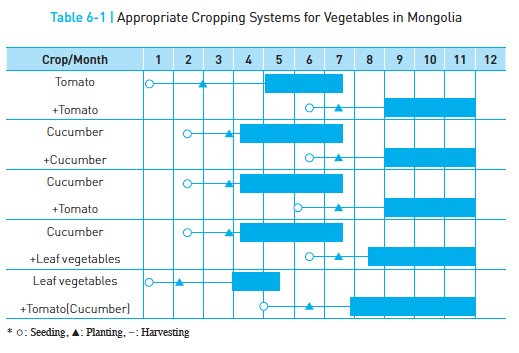 Table 6-1 | Appropriate Cropping Systems for Vegetables in Mongolia
Crop/Month 1 2 3 4 5 6 7 8 9 10 11 12
Tomato
+Tomato
Cucumber
+Cucumber
Cucumber
+Tomato
Cucumber
+Leaf vegetables
Leaf vegetables
+Tomato(Cucumber)
* ○: Seeding, ▲: Planting, −: Harvesting